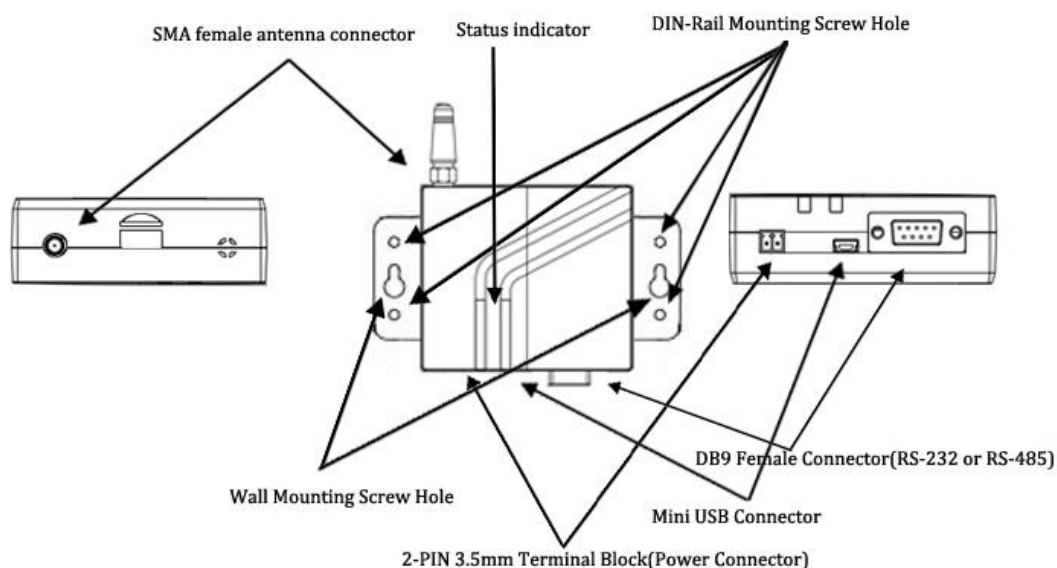 SMA female antenna connector
Status indicator
DIN-Rail Mounting Screw Hole
DB9 Female Connector(RS-232 or RS-485)
Wall Mounting Screw Hole
Mini USB Connector
2-PIN 3.5mm Terminal Block(Power Connector)